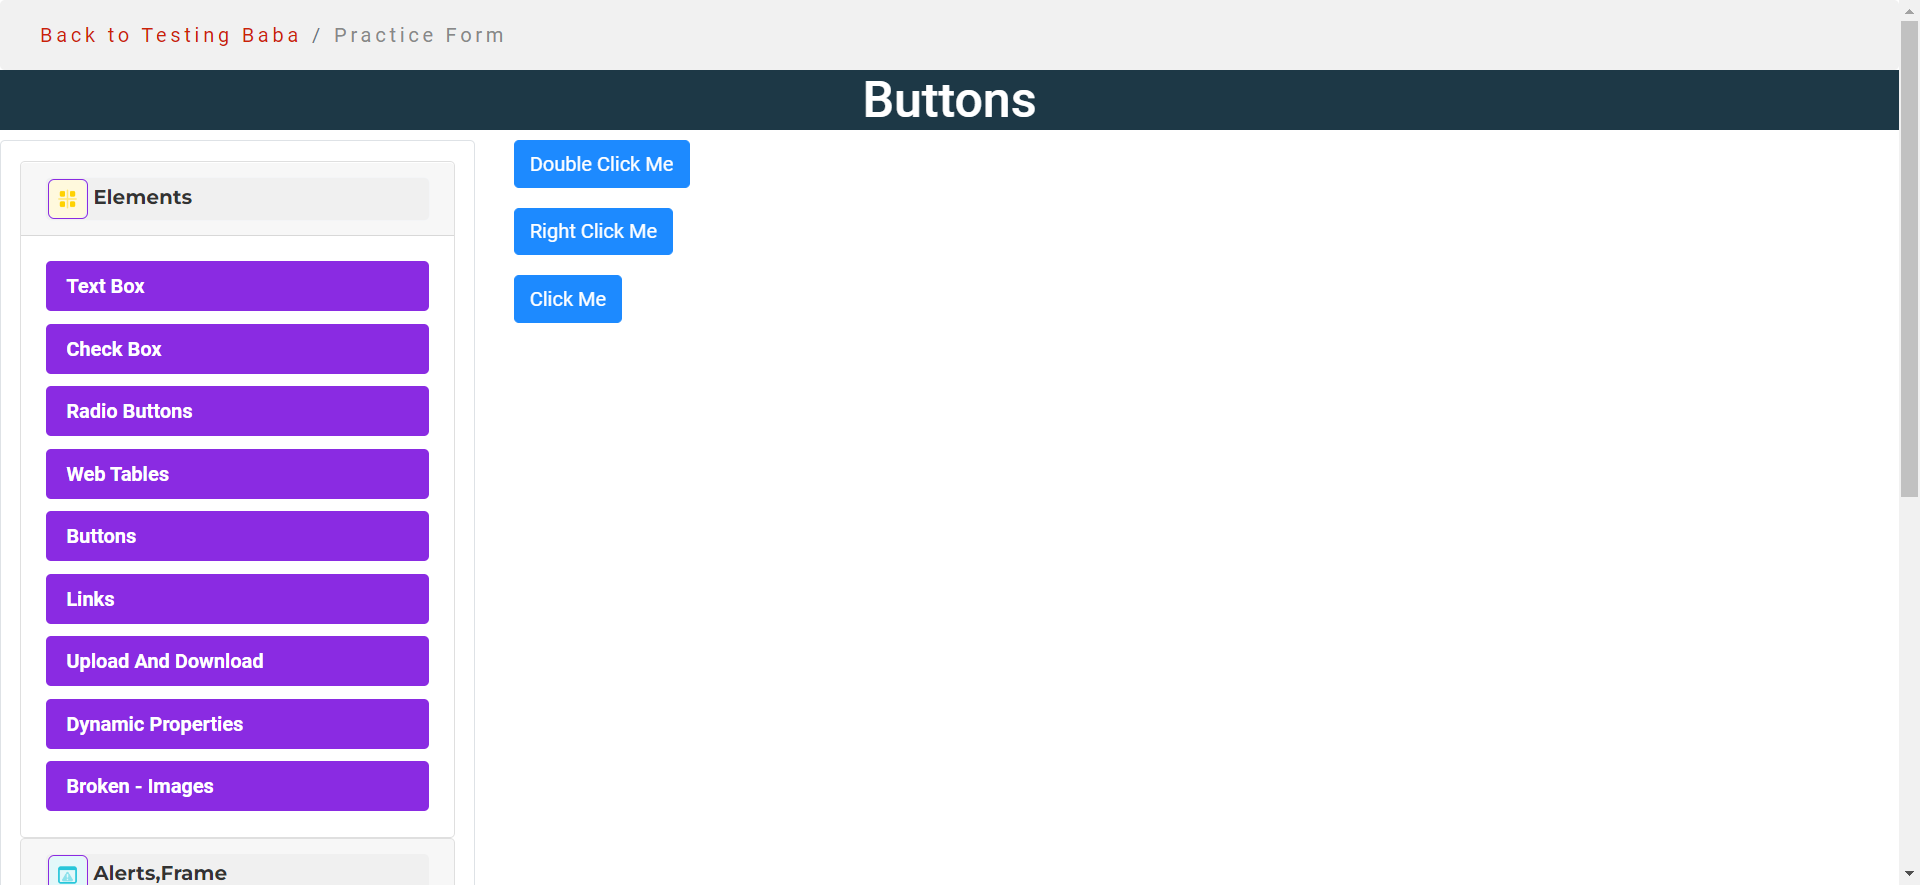 Back to Testing Baba / Practice Form
Buttons
Elements
Text Box
Check Box
Radio Buttons
Web Tables
Buttons
Links
Upload And Download
Dynamic Properties
Broken - Images
Alerts,Frame
Double Click Me
Right Click Me
Click Me